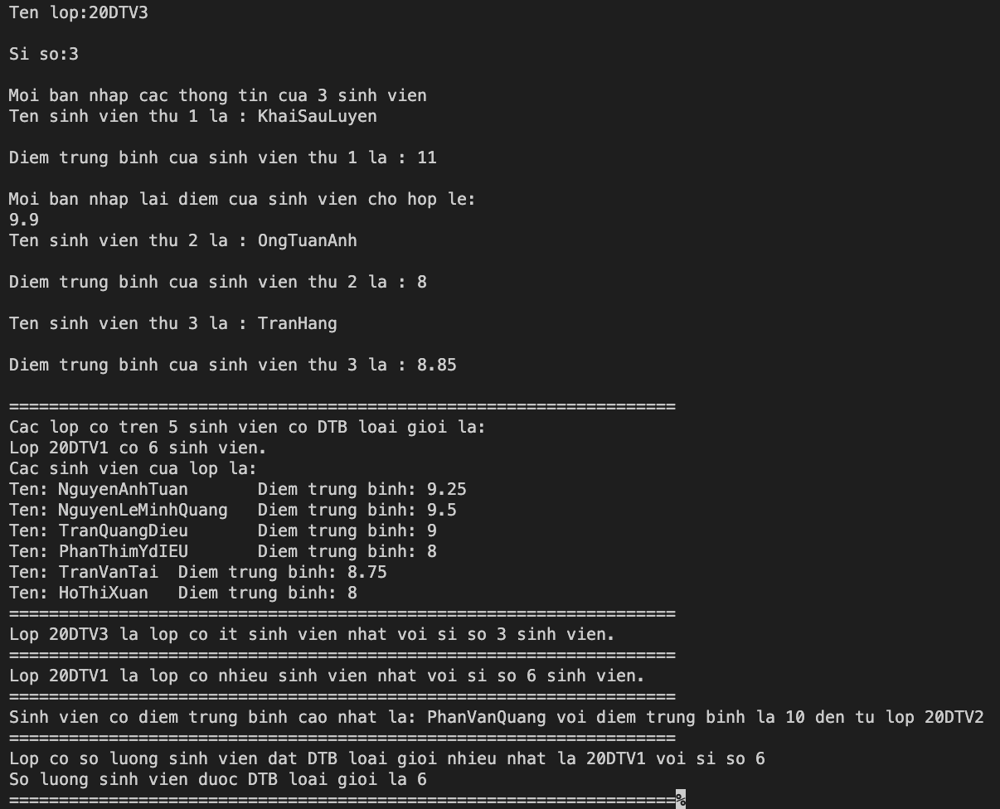 Ten lop:20DTV3
Si so:3
Moi ban nhap cac thong tin cua 3 sinh vien
Ten sinh vien thu 1 la : KhaiSauLuyen
Diem trung binh cua sinh vien thu 1 la : 11
Moi ban nhap lai diem cua sinh vien cho hop le:
9.9
Ten sinh vien thu 2 la : OngTuanAnh
Diem trung binh cua sinh vien thu 2 la : 8
Ten sinh vien thu 3 la : TranHang
Diem trung binh cua sinh vien thu 3 la : 8.85
===================================================================
Cac lop co tren 5 sinh vien co DTB loai gioi la:
Lop 20DTV1 co 6 sinh vien.
Cac sinh vien cua lop la:
Ten: NguyenAnhTuan       Diem trung binh: 9.25
Ten: NguyenLeMinhQuang   Diem trung binh: 9.5
Ten: TranQuangDieu       Diem trung binh: 9
Ten: PhanThimYdIEU       Diem trung binh: 8
Ten: TranVanTai  Diem trung binh: 8.75
Ten: HoThiXuan   Diem trung binh: 8
===================================================================
Lop 20DTV3 la lop co it sinh vien nhat voi si so 3 sinh vien.
===================================================================
Lop 20DTV1 la lop co nhieu sinh vien nhat voi si so 6 sinh vien.
===================================================================
Sinh vien co diem trung binh cao nhat la: PhanVanQuang voi diem trung binh la 10 den tu lop 20DTV2
===================================================================
Lop co so luong sinh vien dat DTB loai gioi nhieu nhat la 20DTV1 voi si so 6
So luong sinh vien duoc DTB loai gioi la 6
===================================================================%